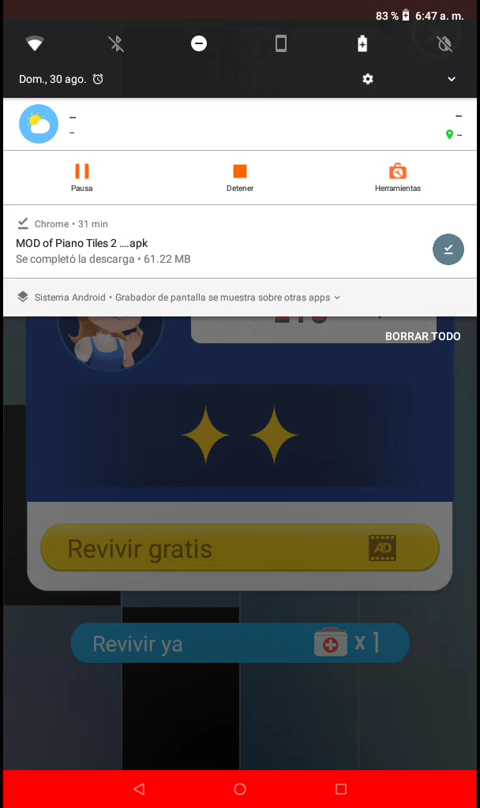 83 % 6:47 a. m.
Dom., 30 ago.
Pausa Detener Herramientas
Chrome • 31 min
MOD of Piano Tiles 2 ....apk
Se completó la descarga • 61.22 MB
Sistema Android • Grabador de pantalla se muestra sobre otras apps
BORRAR TODO
Revivir gratis AD
Revivir ya x 1